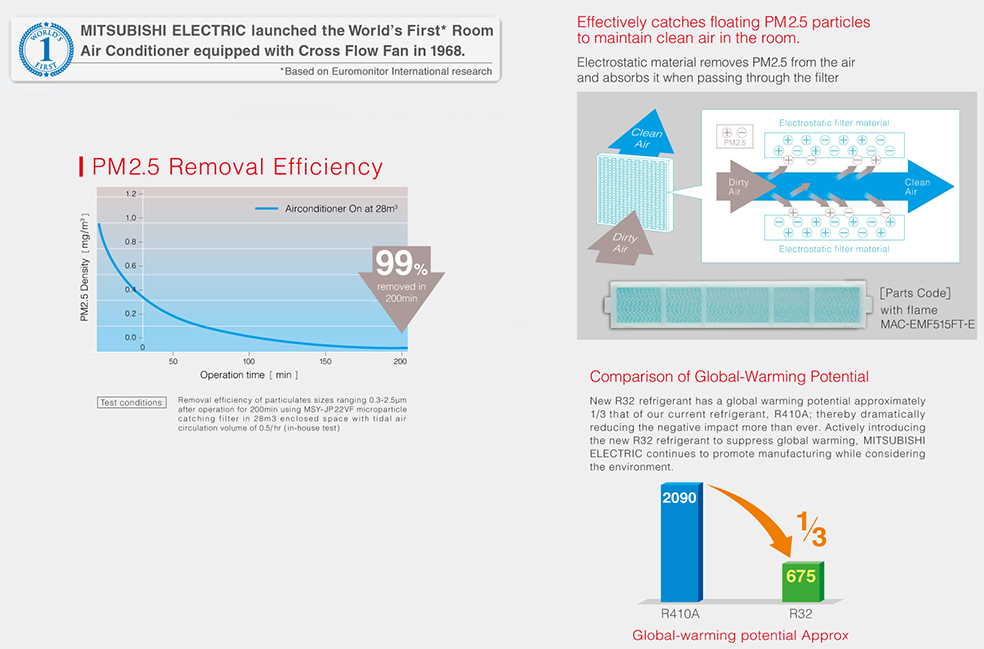 WORLD'S
1
FIRST
MITSUBISHI ELECTRIC launched the World's First* Room
Air Conditioner equipped with Cross Flow Fan in 1968.
*Based on Euromonitor International research
PM2.5 Removal Efficiency
1.2
1,0
0.8
0.6
0.4
0.2
0.0
0
50
100
150
200
PM2.5 Density [ mg/m³ ]
Operation time [ min ]
Airconditioner On at 28m³
99%
removed in
200min
Test conditions:
Removal efficiency of particulates sizes ranging 0.3-2.5µm
after operation for 200min using MSY-JP22VF microparticle
catching filter in 28m3 enclosed space with tidal air
circulation volume of 0.5/hr (in-house test)
Effectively catches floating PM2.5 particles
to maintain clean air in the room.
Electrostatic material removes PM2.5 from the air
and absorbs it when passing through the filter
Clean
Air
Dirty
Air
Electrostatic filter material
PM2.5
Dirty
Air
Clean
Air
Electrostatic filter material
[Parts Code]
with flame
MAC-EMF515FT-E
Comparison of Global-Warming Potential
New R32 refrigerant has a global warming potential approximately
1/3 that of our current refrigerant, R410A; thereby dramatically
reducing the negative impact more than ever. Actively introducing
the new R32 refrigerant to suppress global warming, MITSUBISHI
ELECTRIC continues to promote manufacturing while considering
the environment.
2090
1/3
675
R410A
R32
Global-warming potential Approx